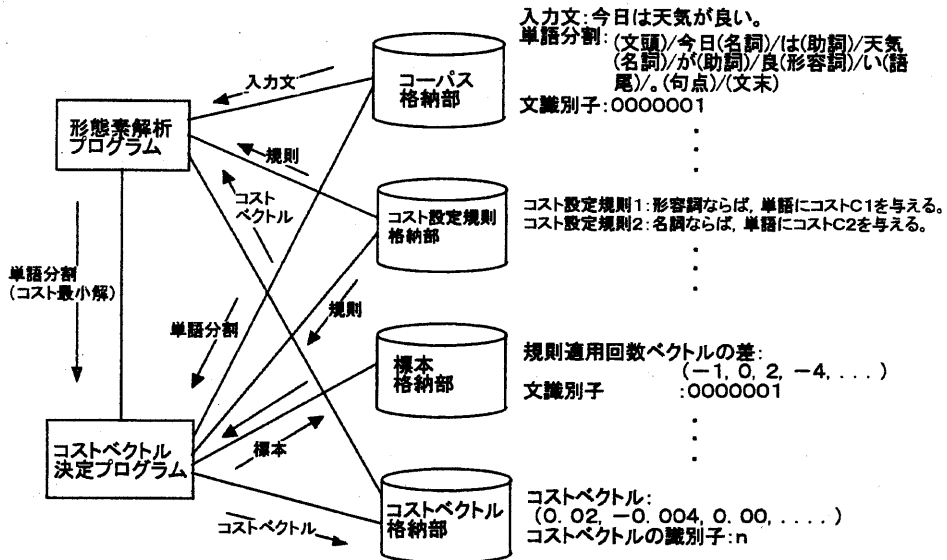 入力文:今日は天気が良い。
単語分割:(文頭)/今日(名詞)/は(助詞)/天気
(名詞)/が(助詞)/良(形容詞)/い(語
尾)/。(句点)/(文末)
文識別子:0000001
コーパス
格納部
入力文
形態素解析
プログラム
規則
コスト
ベクトル
コスト設定規則
格納部
コスト設定規則1:形容詞ならば, 単語にコストC1を与える。
コスト設定規則2:名詞ならば, 単語にコストC2を与える。
単語分割
(コスト最小解)
単語分割
規則
標本
格納部
規則適用回数ベクトルの差:
(−1, 0, 2, −4, . . . . )
文識別子 :0000001
コストベクトル
決定プログラム
標本
コストベクトル
コストベクトル
格納部
コストベクトル:
(0. 02, −0. 004, 0. 00, . . . . . )
コストベクトルの識別子:n